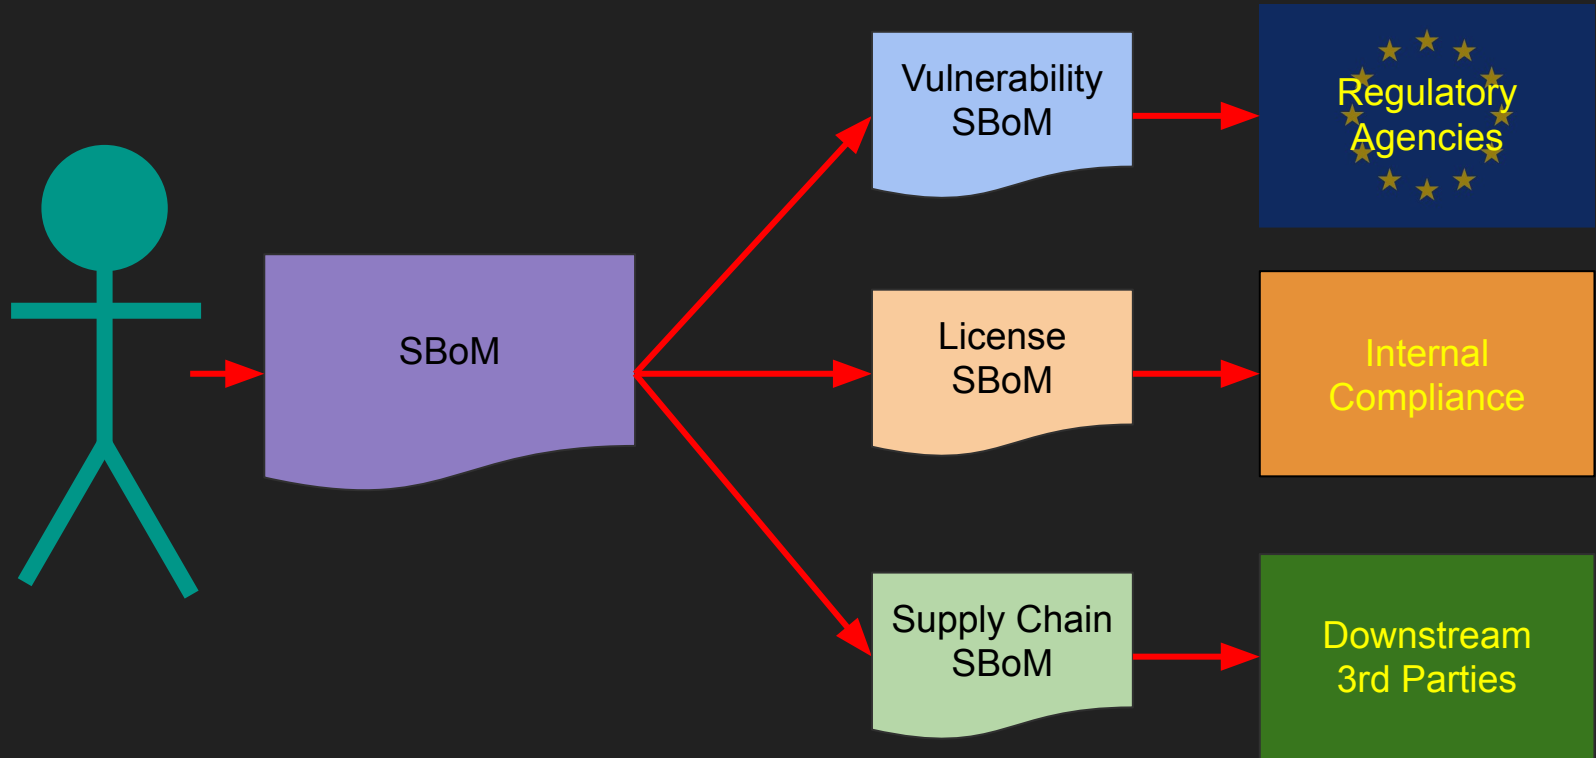 SBoM
Vulnerability
SBoM
Regulatory
Agencies
License
SBoM
Internal
Compliance
Supply Chain
SBoM
Downstream
3rd Parties